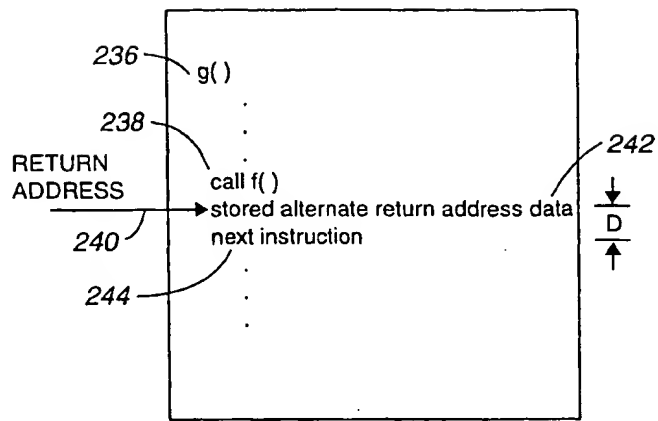 236
g( )
238
call f( )
242
RETURN
ADDRESS
stored alternate return address data
D
240
next instruction
244